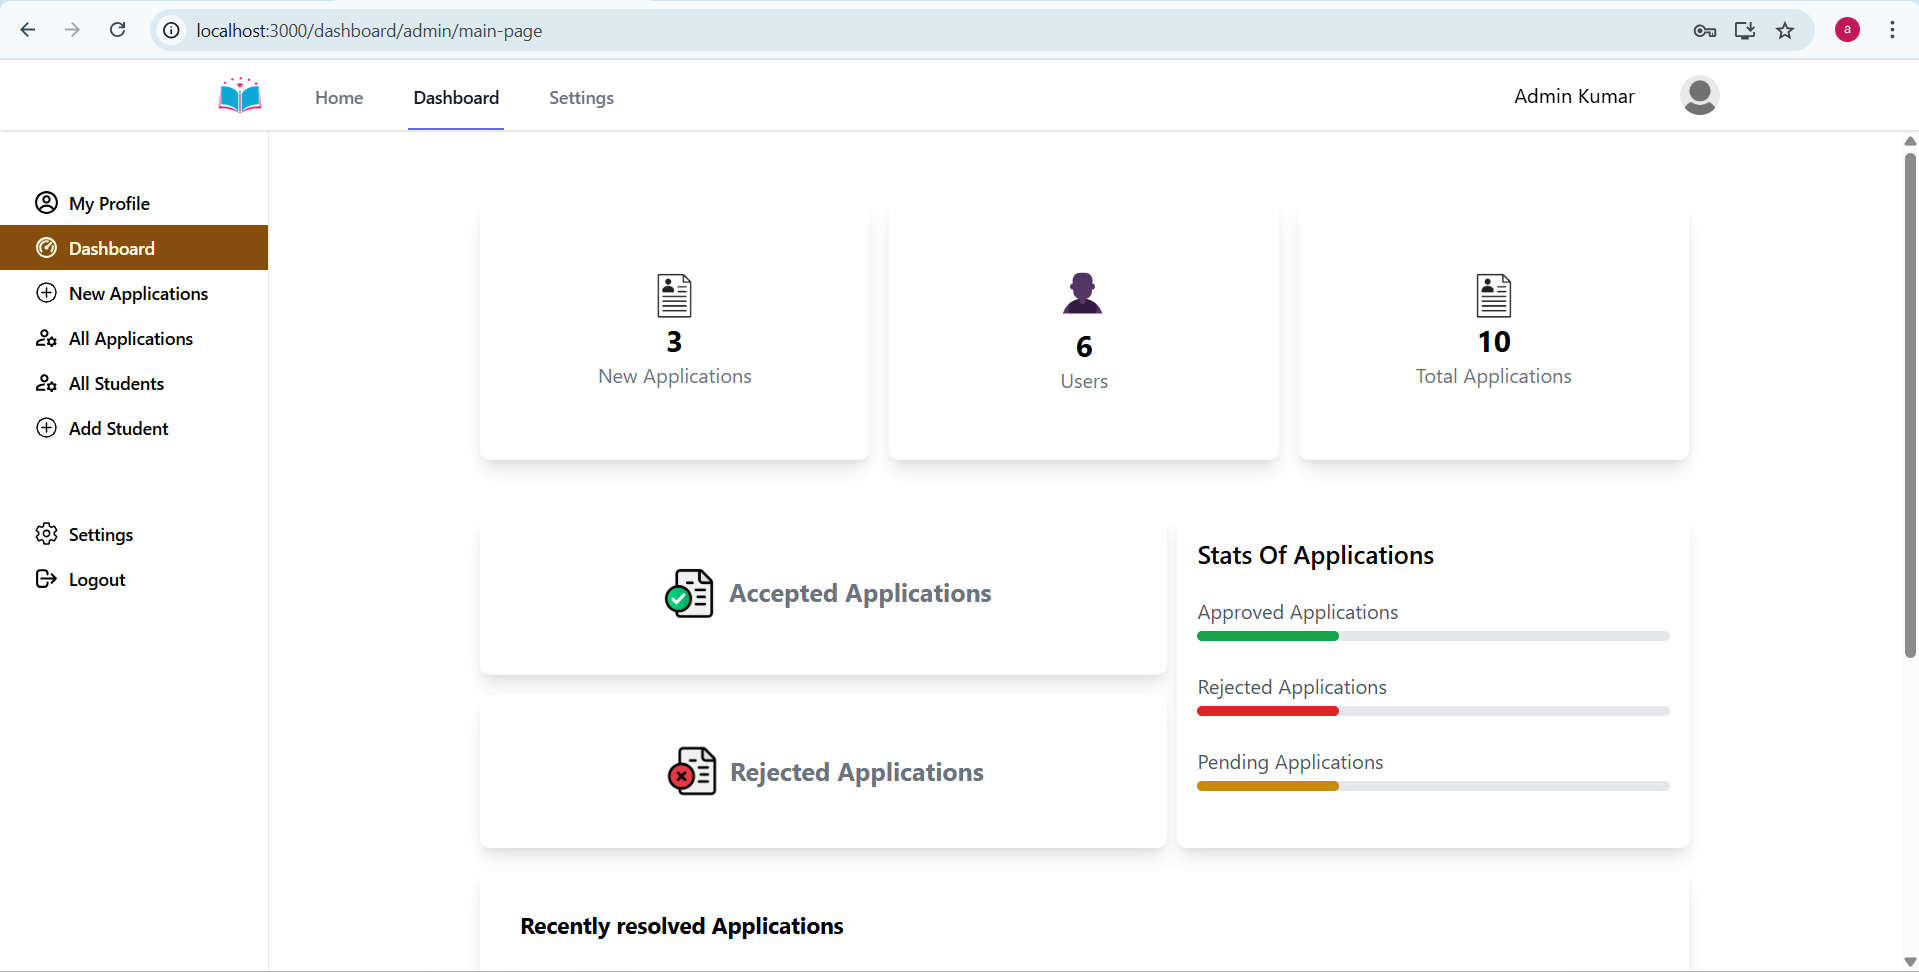 localhost:3000/dashboard/admin/main-page
a
Home
Dashboard
Settings
Admin Kumar
My Profile
Dashboard
New Applications
All Applications
All Students
Add Student
Settings
Logout
3
New Applications
6
Users
10
Total Applications
Accepted Applications
Rejected Applications
Stats Of Applications
Approved Applications
Rejected Applications
Pending Applications
Recently resolved Applications